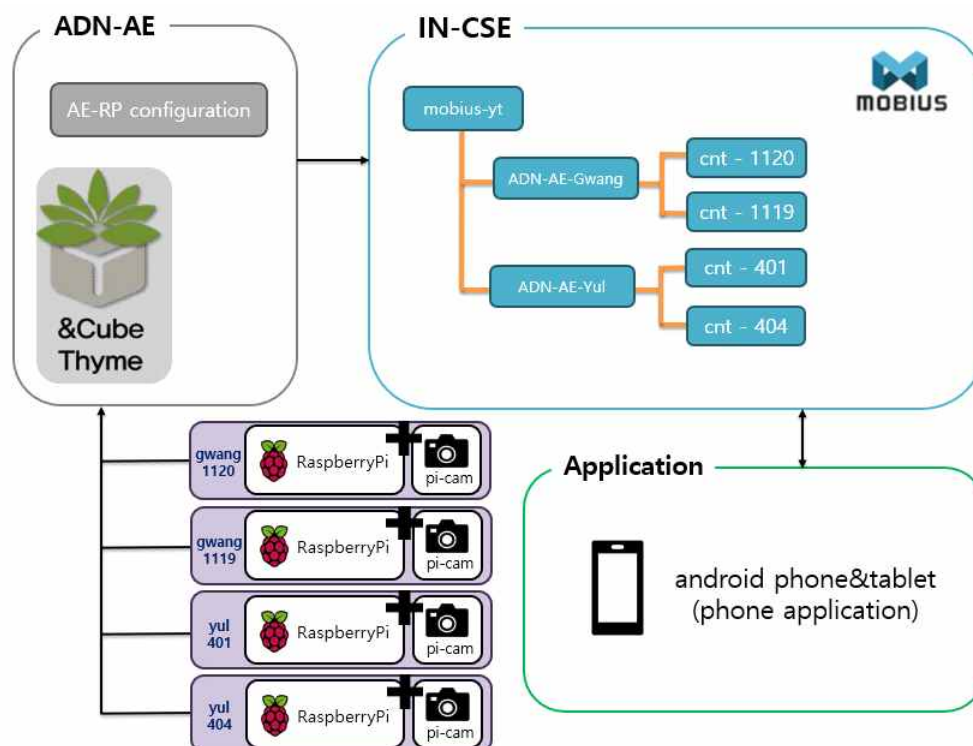 ADN-AE
AE-RP configuration
&Cube
Thyme
IN-CSE
MOBIUS
mobius-yt
ADN-AE-Gwang
cnt - 1120
cnt - 1119
ADN-AE-Yul
cnt - 401
cnt - 404
gwang
1120
RaspberryPi
pi-cam
gwang
1119
RaspberryPi
pi-cam
yul
401
RaspberryPi
pi-cam
yul
404
RaspberryPi
pi-cam
Application
android phone&tablet
(phone application)